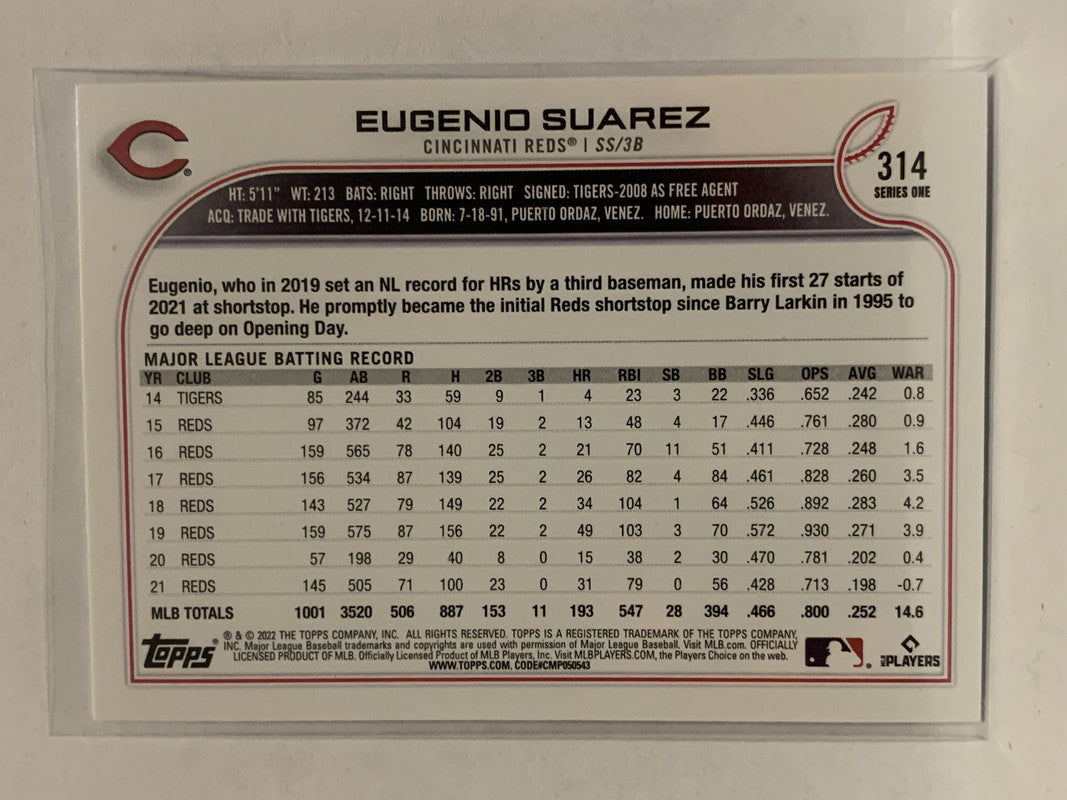 EUGENIO SUAREZ
CINCINNATI REDS® | SS/3B
C ®
314
SERIES ONE
HT: 5'11" WT: 213 BATS: RIGHT THROWS: RIGHT SIGNED: TIGERS-2008 AS FREE AGENT
ACQ: TRADE WITH TIGERS, 12-11-14 BORN: 7-18-91, PUERTO ORDAZ, VENEZ. HOME: PUERTO ORDAZ, VENEZ.
Eugenio, who in 2019 set an NL record for HRs by a third baseman, made his first 27 starts of
2021 at shortstop. He promptly became the initial Reds shortstop since Barry Larkin in 1995 to
go deep on Opening Day.
MAJOR LEAGUE BATTING RECORD
YR CLUB G AB R H 2B 3B HR RBI SB BB SLG OPS AVG WAR
14 TIGERS 85 244 33 59 9 1 4 23 3 22 .336 .652 .242 0.8
15 REDS 97 372 42 104 19 2 13 48 4 17 .446 .761 .280 0.9
16 REDS 159 565 78 140 25 2 21 70 11 51 .411 .728 .248 1.6
17 REDS 156 534 87 139 25 2 26 82 4 84 .461 .828 .260 3.5
18 REDS 143 527 79 149 22 2 34 104 1 64 .526 .892 .283 4.2
19 REDS 159 575 87 156 22 2 49 103 3 70 .572 .930 .271 3.9
20 REDS 57 198 29 40 8 0 15 38 2 30 .470 .781 .202 0.4
21 REDS 145 505 71 100 23 0 31 79 0 56 .428 .713 .198 -0.7
MLB TOTALS 1001 3520 506 887 153 11 193 547 28 394 .466 .800 .252 14.6
Topps®
® & © 2022 THE TOPPS COMPANY, INC. ALL RIGHTS RESERVED. TOPPS IS A REGISTERED TRADEMARK OF THE TOPPS COMPANY,
INC. Major League Baseball trademarks and copyrights are used with permission of Major League Baseball. Visit MLB.com. OFFICIALLY
LICENSED PRODUCT OF MLB. Officially Licensed Product of MLB Players, Inc. Visit MLBPLAYERS.COM, the Players Choice on the web.
WWW.TOPPS.COM. CODE#CMP050543
MLB PLAYERS